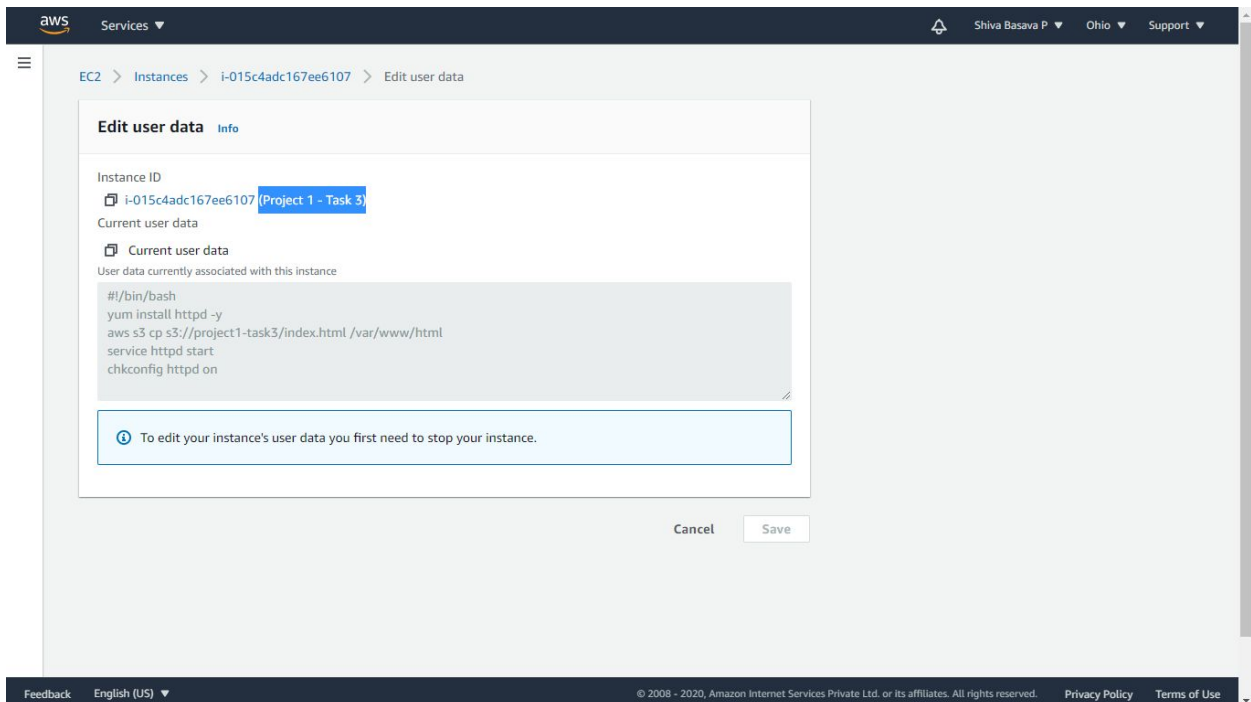 aws Services Shiva Basava P Ohio Support
EC2 > Instances > i-015c4adc167ee6107 > Edit user data
Edit user data Info
Instance ID
i-015c4adc167ee6107 (Project 1 - Task 3)
Current user data
Current user data
User data currently associated with this instance
#!/bin/bash
yum install httpd -y
aws s3 cp s3://project1-task3/index.html /var/www/html
service httpd start
chkconfig httpd on
To edit your instance's user data you first need to stop your instance.
Cancel Save
Feedback English (US) © 2008 - 2020, Amazon Internet Services Private Ltd. or its affiliates. All rights reserved. Privacy Policy Terms of Use